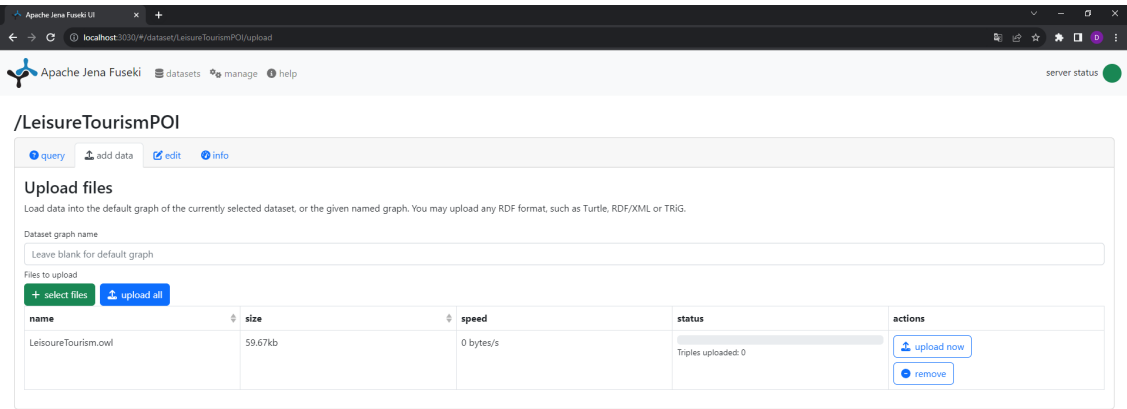 Apache Jena Fuseki UI
localhost:3030/#/dataset/LeisureTourismPOI/upload
D
Apache Jena Fuseki datasets manage help server status
/LeisureTourismPOI
query add data edit info
Upload files
Load data into the default graph of the currently selected dataset, or the given named graph. You may upload any RDF format, such as Turtle, RDF/XML or TRiG.
Dataset graph name
Leave blank for default graph
Files to upload
+ select files upload all
name size speed status actions
LeisoureTourism.owl 59.67kb 0 bytes/s upload now
Triples uploaded: 0
remove